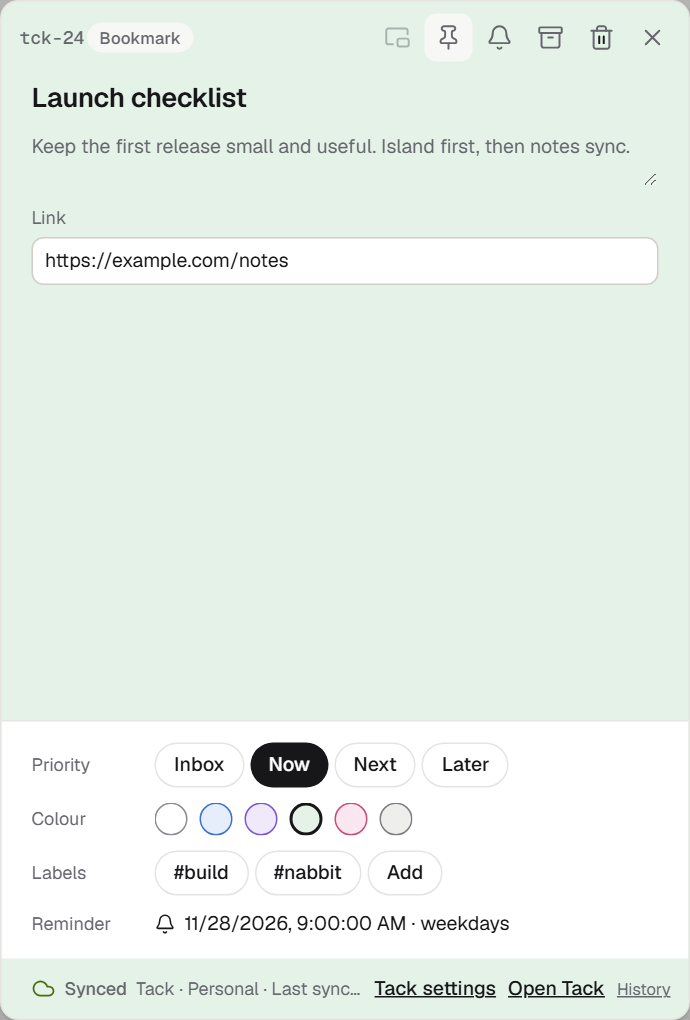 tck-24 Bookmark
Launch checklist
Keep the first release small and useful. Island first, then notes sync.
Link
https://example.com/notes
Priority Inbox Now Next Later
Colour
Labels #build #nabbit Add
Reminder 11/28/2026, 9:00:00 AM · weekdays
Synced Tack · Personal · Last sync… Tack settings Open Tack History